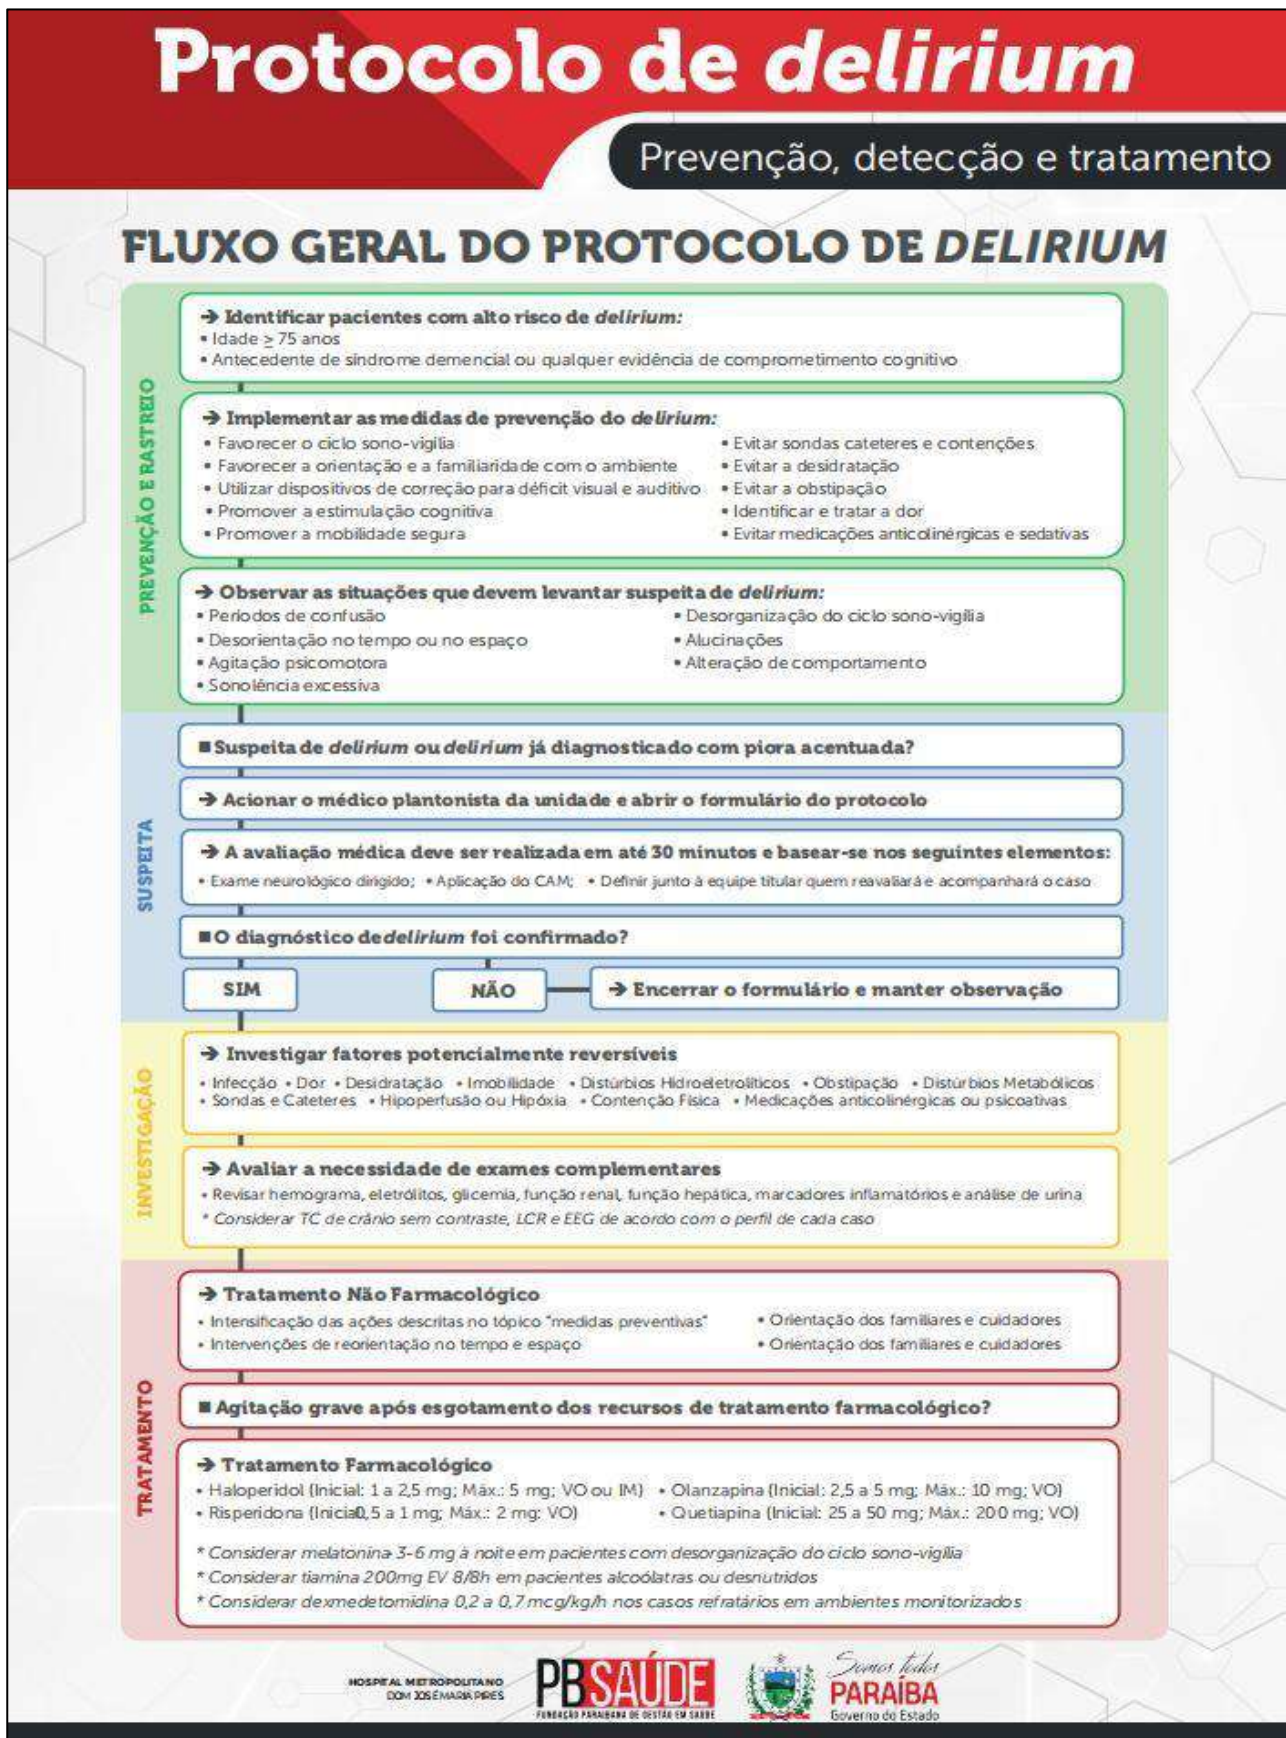 Protocolo de delirium
Prevenção, detecção e tratamento
FLUXO GERAL DO PROTOCOLO DE DELIRIUM
PREVENÇÃO E RASTREIO
➔ Identificar pacientes com alto risco de delirium:
▪ Idade ≥ 75 anos
▪ Antecedente de síndrome demencial ou qualquer evidência de comprometimento cognitivo
➔ Implementar as medidas de prevenção do delirium:
▪ Favorecer o ciclo sono-vigília
▪ Favorecer a orientação e a familiaridade com o ambiente
▪ Utilizar dispositivos de correção para déficit visual e auditivo
▪ Promover a estimulação cognitiva
▪ Promover a mobilidade segura
▪ Evitar sondas cateteres e contenções
▪ Evitar a desidratação
▪ Evitar a obstipação
▪ Identificar e tratar a dor
▪ Evitar medicações anticolinérgicas e sedativas
➔ Observar as situações que devem levantar suspeita de delirium:
▪ Períodos de confusão
▪ Desorientação no tempo ou no espaço
▪ Agitação psicomotora
▪ Sonolência excessiva
▪ Desorganização do ciclo sono-vigília
▪ Alucinações
▪ Alteração de comportamento
SUSPEITA
■ Suspeita de delirium ou delirium já diagnosticado com piora acentuada?
➔ Acionar o médico plantonista da unidade e abrir o formulário do protocolo
➔ A avaliação médica deve ser realizada em até 30 minutos e basear-se nos seguintes elementos:
• Exame neurológico dirigido; • Aplicação do CAM; • Definir junto à equipe titular quem reavaliará e acompanhará o caso
■ O diagnóstico dedelirium foi confirmado?
SIM
NÃO
➔ Encerrar o formulário e manter observação
INVESTIGAÇÃO
➔ Investigar fatores potencialmente reversíveis
• Infecção • Dor • Desidratação • Imobilidade • Distúrbios Hidroeletrolíticos • Obstipação • Distúrbios Metabólicos
• Sondas e Cateteres • Hipoperfusão ou Hipóxia • Contenção Física • Medicações anticolinérgicas ou psicoativas
➔ Avaliar a necessidade de exames complementares
• Revisar hemograma, eletrólitos, glicemia, função renal, função hepática, marcadores inflamatórios e análise de urina
* Considerar TC de crânio sem contraste, LCR e EEG de acordo com o perfil de cada caso
TRATAMENTO
➔ Tratamento Não Farmacológico
• Intensificação das ações descritas no tópico "medidas preventivas"
• Intervenções de reorientação no tempo e espaço
• Orientação dos familiares e cuidadores
• Orientação dos familiares e cuidadores
■ Agitação grave após esgotamento dos recursos de tratamento farmacológico?
➔ Tratamento Farmacológico
• Haloperidol (Inicial: 1 a 2,5 mg; Máx.: 5 mg; VO ou IM)
• Risperidona (Inicial0,5 a 1 mg; Máx.: 2 mg: VO)
• Olanzapina (Inicial: 2,5 a 5 mg; Máx.: 10 mg; VO)
• Quetiapina (Inicial: 25 a 50 mg; Máx.: 200 mg; VO)
* Considerar melatonina 3-6 mg à noite em pacientes com desorganização do ciclo sono-vigília
* Considerar tiamina 200mg EV 8/8h em pacientes alcoólatras ou desnutridos
* Considerar dexmedetomidina 0,2 a 0,7 mcg/kg/h nos casos refratários em ambientes monitorizados
HOSPITAL METROPOLITANO
DOM JOSÉ MARIA PIRES
PBSAÚDE
FUNDAÇÃO PARAIBANA DE GESTÃO EM SAÚDE
Somos todos
PARAÍBA
Governo do Estado